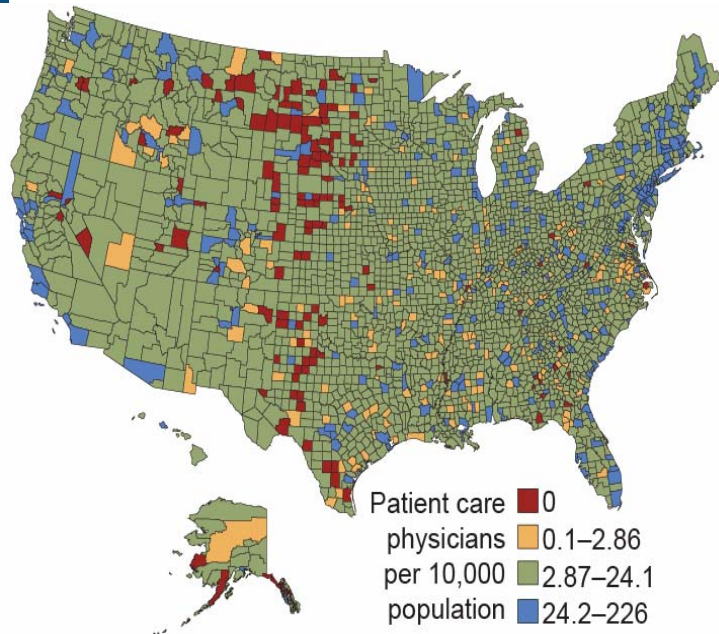 Patient care 0
physicians 0.1–2.86
per 10,000 2.87–24.1
population 24.2–226